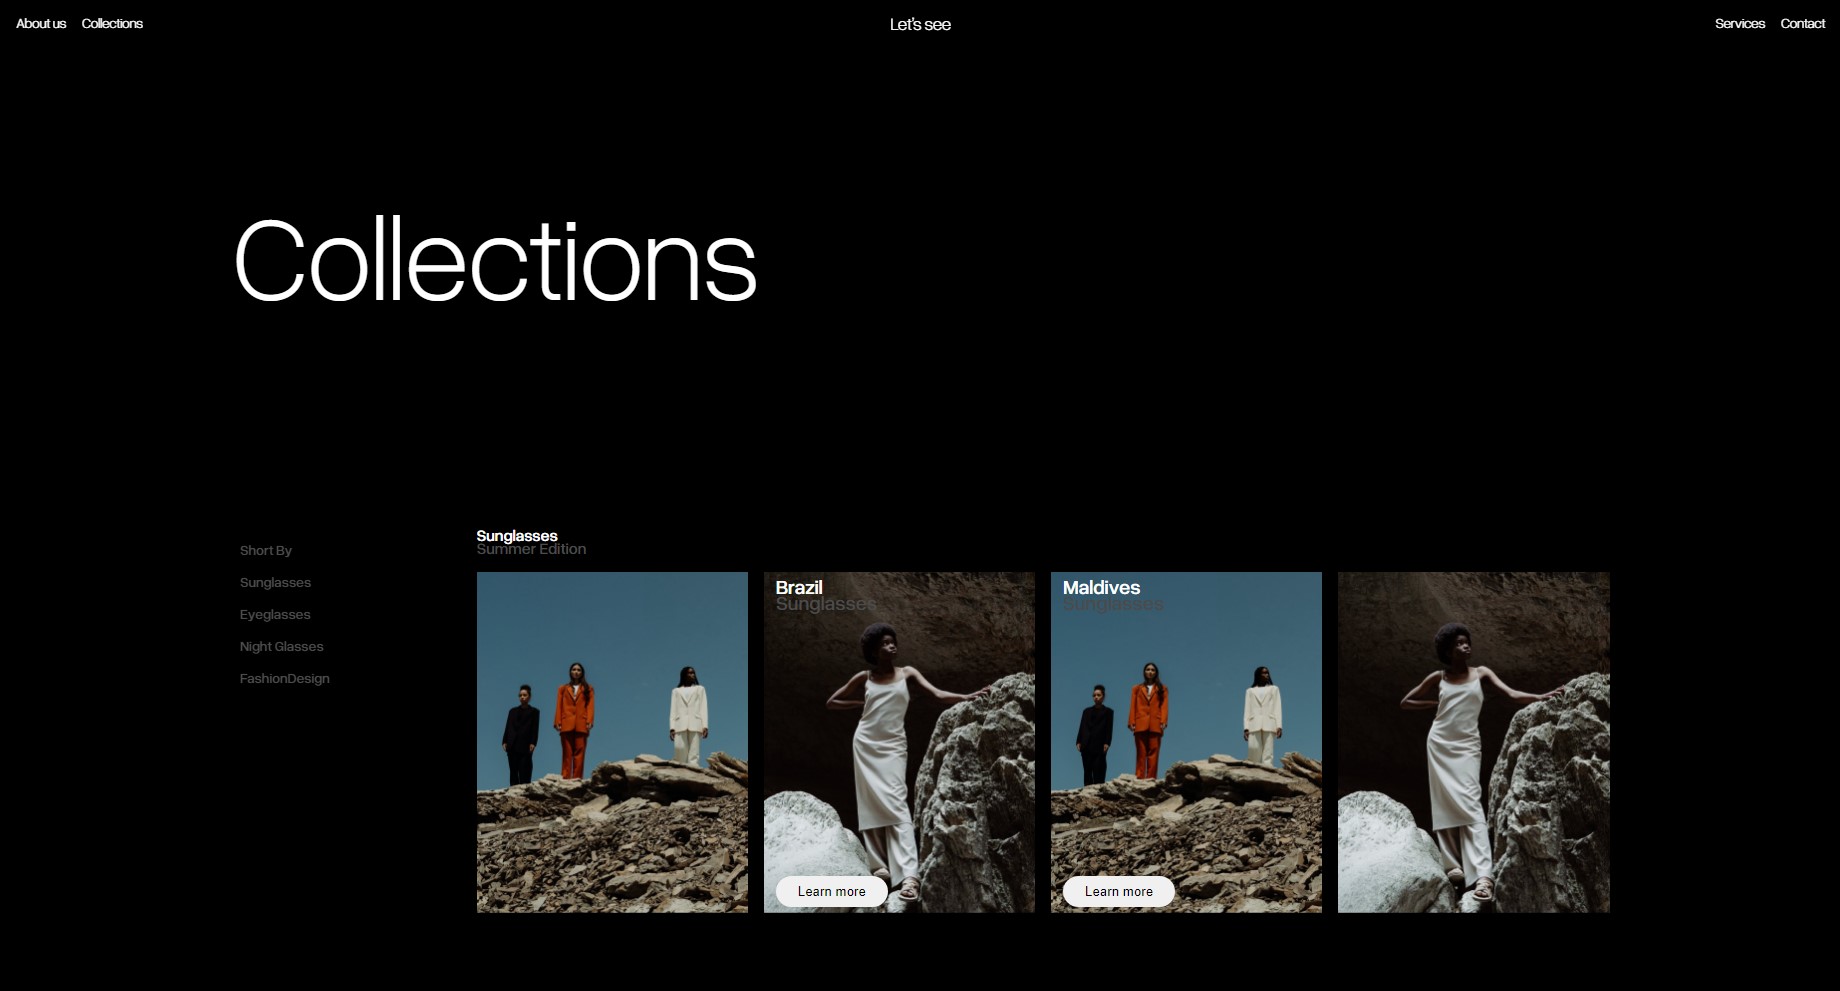 About us Collections Let's see Services Contact
Collections
Short By
Sunglasses
Eyeglasses
Night Glasses
FashionDesign
Sunglasses
Summer Edition
Brazil
Sunglasses
Learn more
Maldives
Sunglasses
Learn more